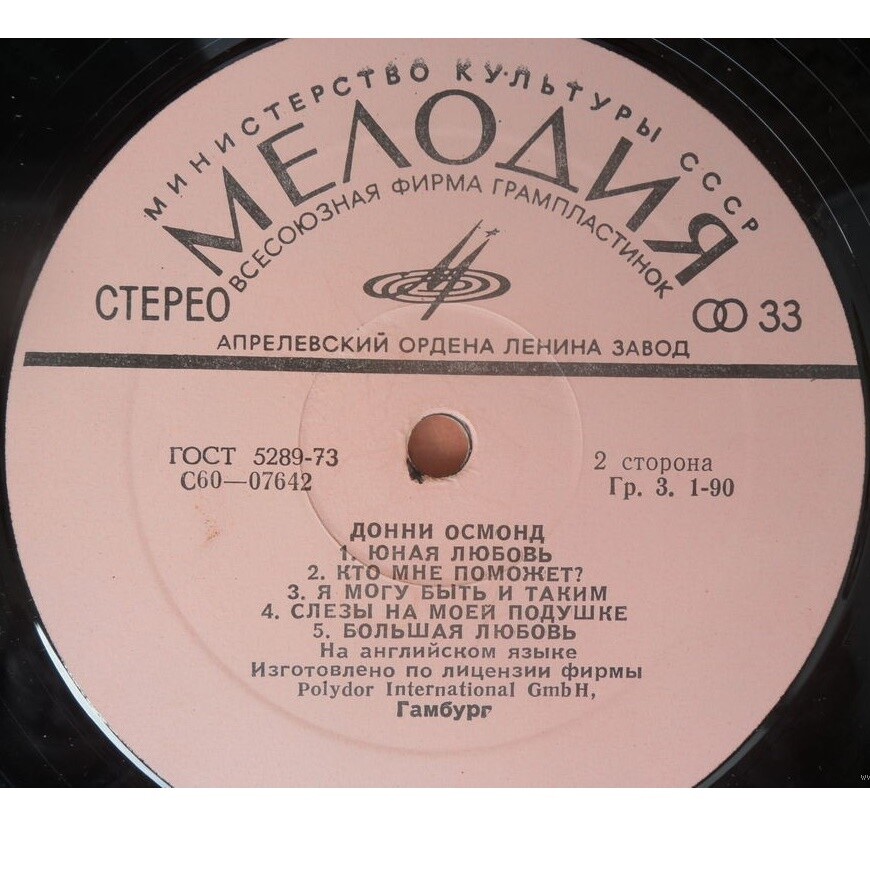 МИНИСТЕРСТВО КУЛЬТУРЫ СССР
МЕЛОДИЯ
ВСЕСОЮЗНАЯ ФИРМА ГРАМПЛАСТИНОК
СТЕРЕО
33
АПРЕЛЕВСКИЙ ОРДЕНА ЛЕНИНА ЗАВОД
ГОСТ 5289-73
С60—07642
2 сторона
Гр. 3. 1-90
ДОННИ ОСМОНД
1. ЮНАЯ ЛЮБОВЬ
2. КТО МНЕ ПОМОЖЕТ?
3. Я МОГУ БЫТЬ И ТАКИМ
4. СЛЕЗЫ НА МОЕЙ ПОДУШКЕ
5. БОЛЬШАЯ ЛЮБОВЬ
На английском языке
Изготовлено по лицензии фирмы
Polydor International GmbH,
Гамбург